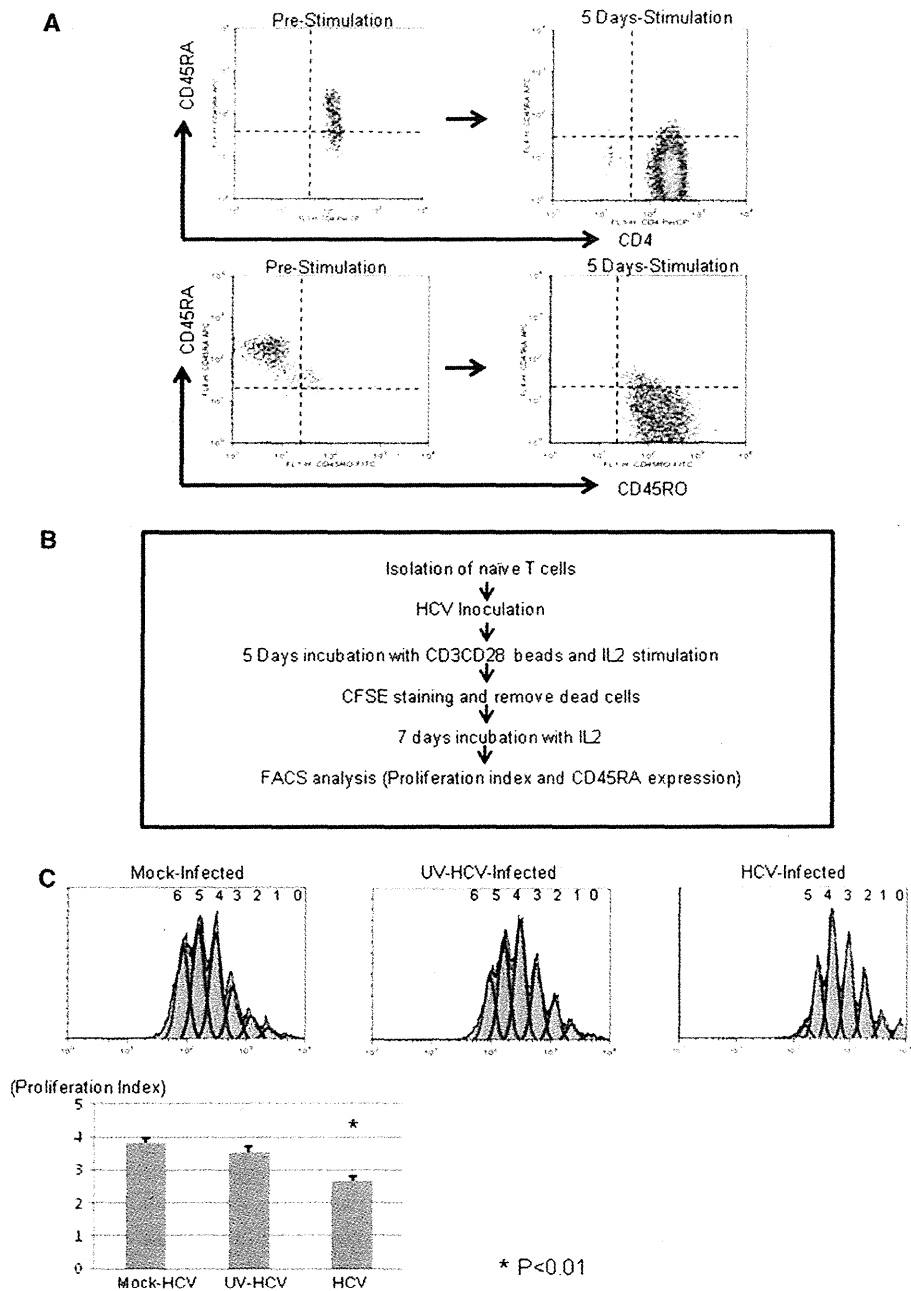 A
Pre-Stimulation
5 Days-Stimulation
CD45RA
CD4
Pre-Stimulation
5 Days-Stimulation
CD45RA
CD45RO
B
Isolation of naïve T cells
HCV Inoculation
5 Days incubation with CD3CD28 beads and IL2 stimulation
CFSE staining and remove dead cells
7 days incubation with IL2
FACS analysis (Proliferation index and CD45RA expression)
C
Mock-Infected
UV-HCV-Infected
HCV-Infected
6 5 4 3 2 1 0
6 5 4 3 2 1 0
5 4 3 2 1 0
(Proliferation Index)
5
4
3
2
1
0
*
Mock-HCV
UV-HCV
HCV
* P<0.01